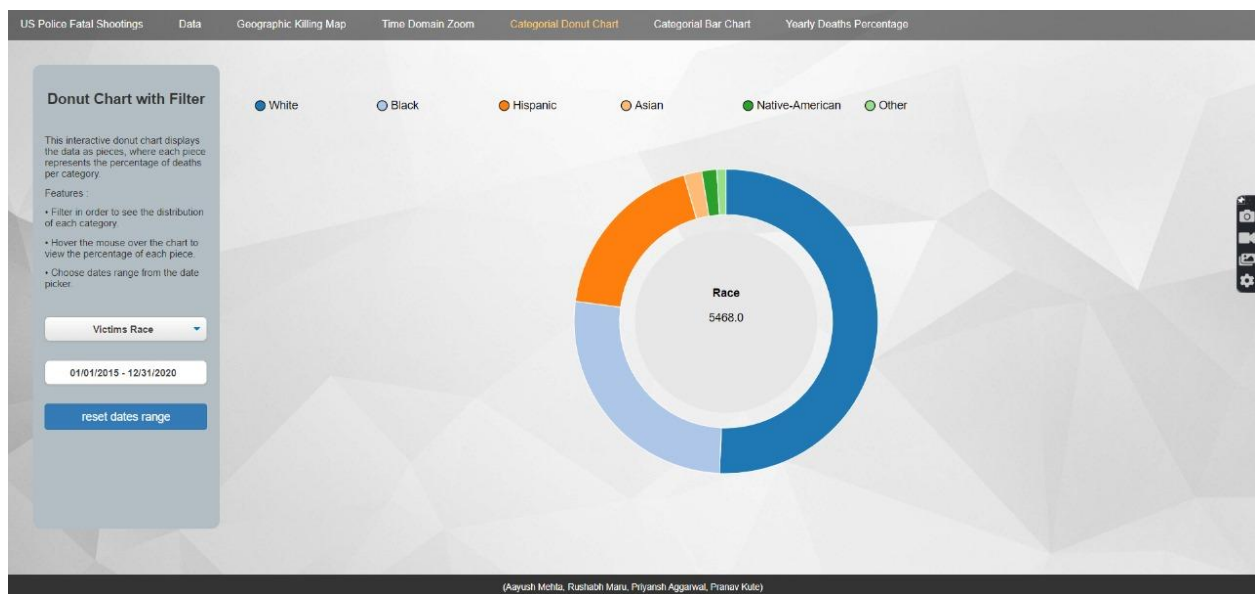 US Police Fatal Shootings Data Geographic Killing Map Time Domain Zoom Categorial Donut Chart Categorial Bar Chart Yearly Deaths Percentage
Donut Chart with Filter
This interactive donut chart displays
the data as pieces, where each piece
represents the percentage of deaths
per category.
Features :
• Filter in order to see the distribution
of each category.
• Hover the mouse over the chart to
view the percentage of each piece.
• Choose dates range from the date
picker.
Victims Race
01/01/2015 - 12/31/2020
reset dates range
White Black Hispanic Asian Native-American Other
Race
5468.0
(Aayush Mehta, Rushabh Maru, Priyansh Aggarwal, Pranav Kute)